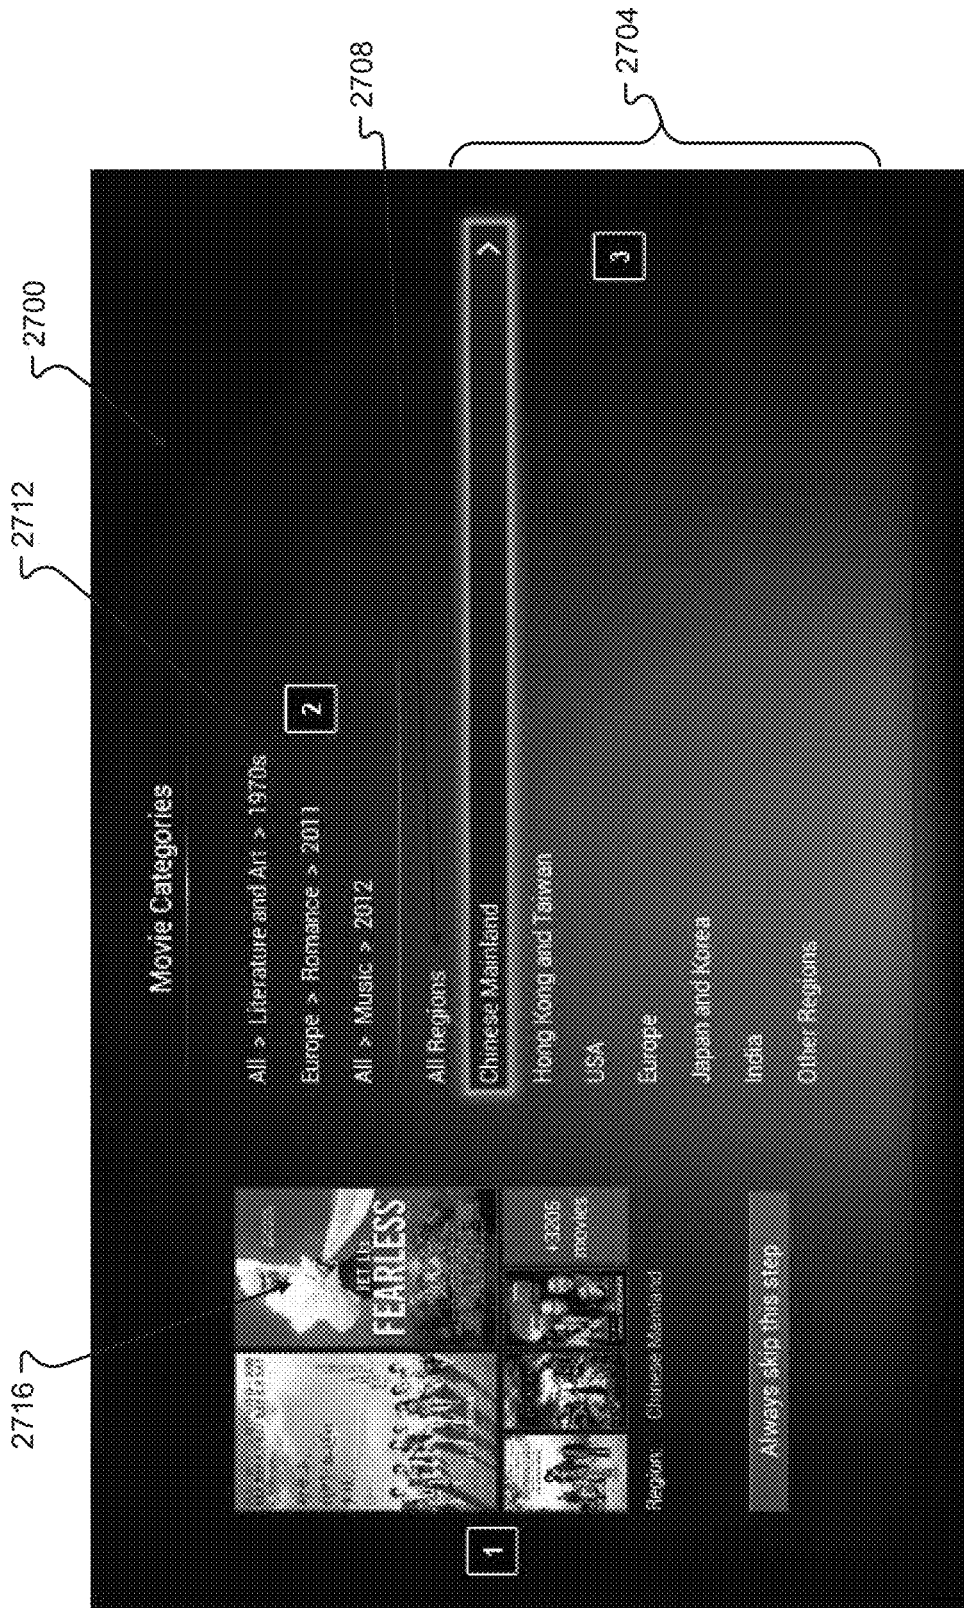 2700
2704
2708
2712
2716
Movie Categories
All > Literature and Art > 1970s
Europe > Romance > 2011
All > Music > 2012
All Regions
Chinese Mainland
Hong Kong and Taiwan
USA
Europe
Japan and Korea
India
Other Regions
1
2
3
JET LI
FEARLESS
movies
Region Chinese Mainland
Always skip this step